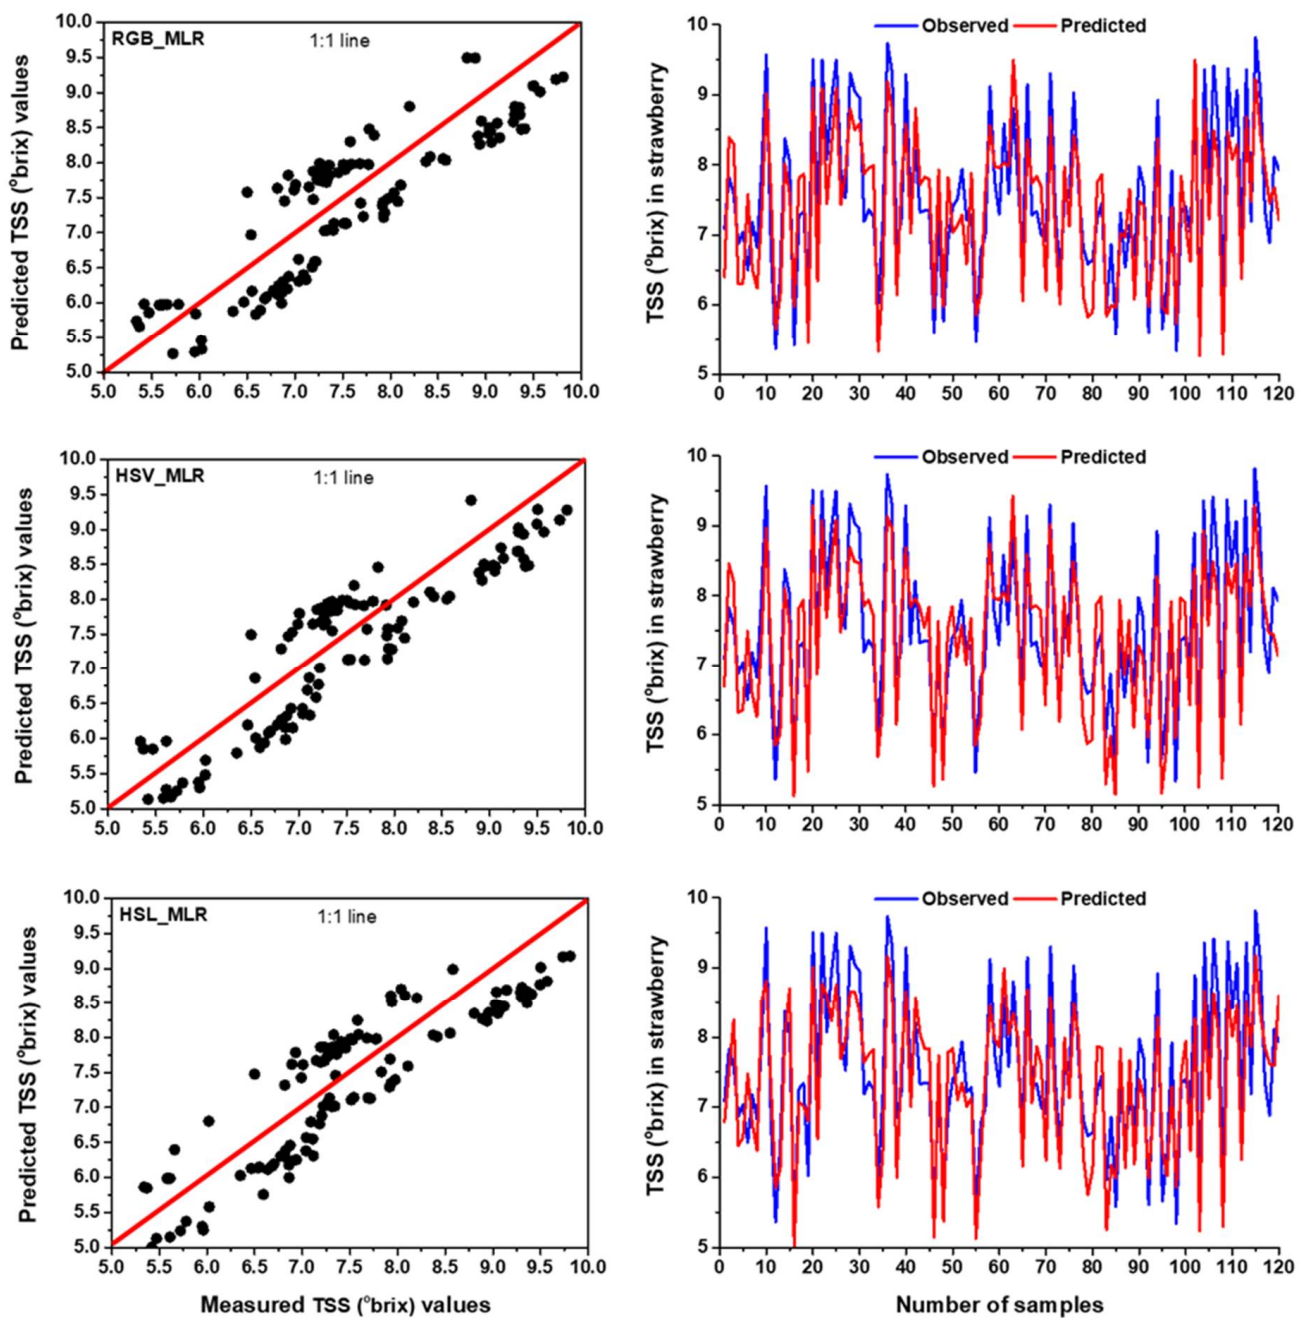 RGB_MLR
1:1 line
Predicted TSS (°brix) values
10.0
9.5
9.0
8.5
8.0
7.5
7.0
6.5
6.0
5.5
5.0
5.0 5.5 6.0 6.5 7.0 7.5 8.0 8.5 9.0 9.5 10.0
Observed Predicted
TSS (°brix) in strawberry
10
9
8
7
6
5
0 10 20 30 40 50 60 70 80 90 100 110 120
HSV_MLR
1:1 line
Predicted TSS (°brix) values
10.0
9.5
9.0
8.5
8.0
7.5
7.0
6.5
6.0
5.5
5.0
5.0 5.5 6.0 6.5 7.0 7.5 8.0 8.5 9.0 9.5 10.0
Observed Predicted
TSS (°brix) in strawberry
10
9
8
7
6
5
0 10 20 30 40 50 60 70 80 90 100 110 120
HSL_MLR
1:1 line
Predicted TSS (°brix) values
10.0
9.5
9.0
8.5
8.0
7.5
7.0
6.5
6.0
5.5
5.0
5.0 5.5 6.0 6.5 7.0 7.5 8.0 8.5 9.0 9.5 10.0
Measured TSS (°brix) values
Observed Predicted
TSS (°brix) in strawberry
10
9
8
7
6
5
0 10 20 30 40 50 60 70 80 90 100 110 120
Number of samples